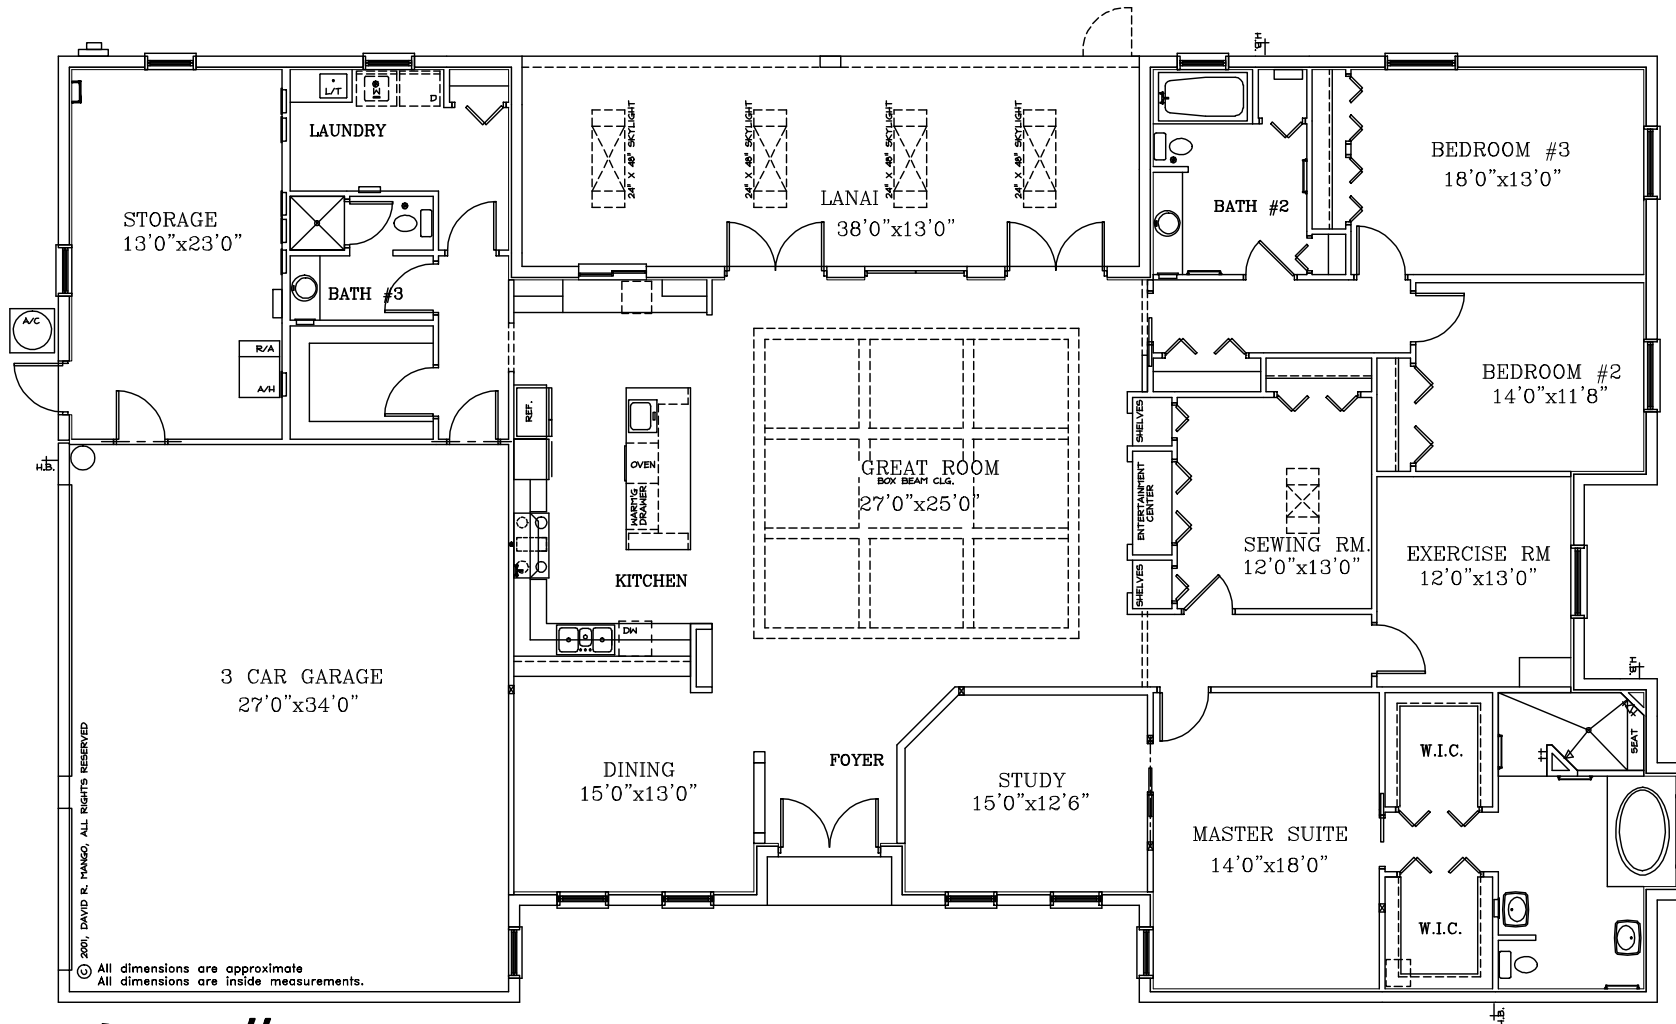 H.B.
L/T
W
D
LAUNDRY
24" X 48" SKYLIGHT
24" X 48" SKYLIGHT
24" X 48" SKYLIGHT
24" X 48" SKYLIGHT
LANAI
38'0"x13'0"
BEDROOM #3
18'0"x13'0"
BATH #2
STORAGE
13'0"x23'0"
BATH #3
A/C
R/A
A/H
REF.
BEDROOM #2
14'0"x11'8"
SHELVES
H.B.
OVEN
WARM'G
DRAWER
GREAT ROOM
BOX BEAM CLG.
27'0"x25'0"
ENTERTAINMENT
CENTER
SEWING RM.
12'0"x13'0"
EXERCISE RM
12'0"x13'0"
SHELVES
KITCHEN
DW
H.B.
3 CAR GARAGE
27'0"x34'0"
W.I.C.
SEAT
FOYER
DINING
15'0"x13'0"
STUDY
15'0"x12'6"
MASTER SUITE
14'0"x18'0"
W.I.C.
© 2001, DAVID R. MANGO, ALL RIGHTS RESERVED
All dimensions are approximate
All dimensions are inside measurements.
H.B.